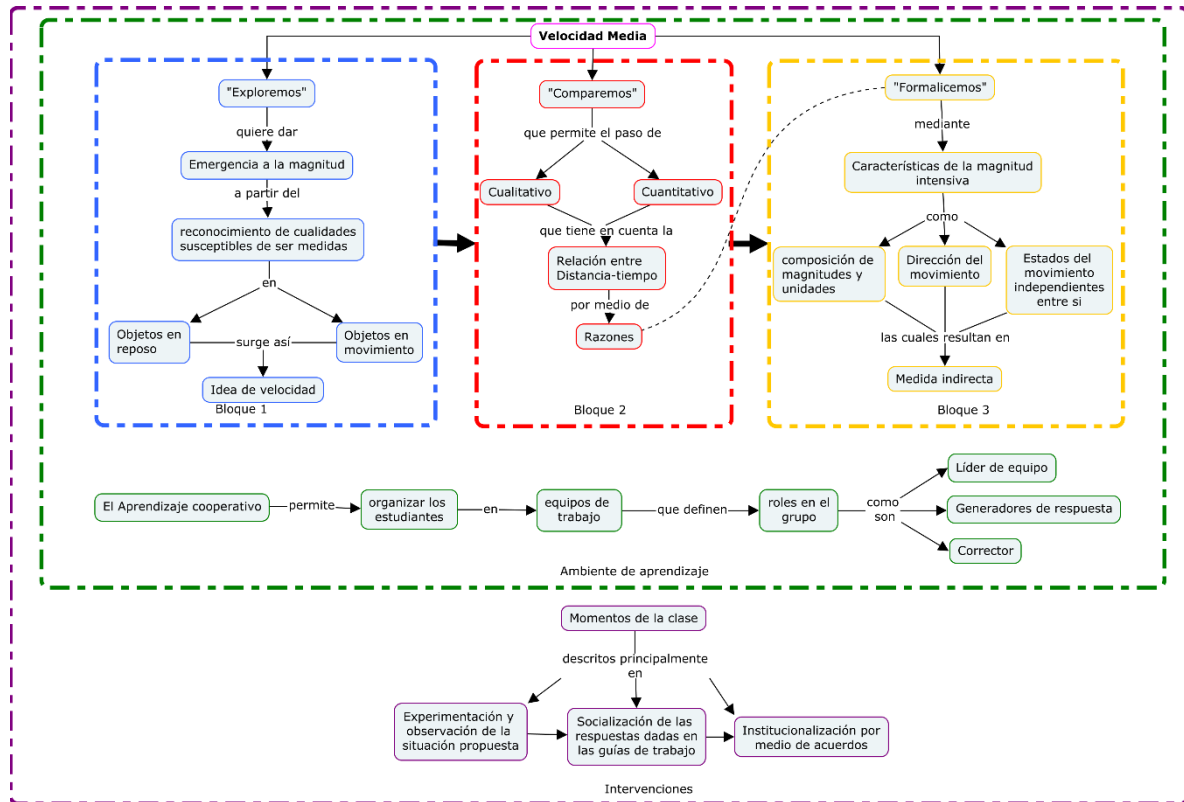 Velocidad Media
"Exploremos"
quiere dar
Emergencia a la magnitud
a partir del
reconocimiento de cualidades
susceptibles de ser medidas
en
Objetos en
reposo
surge así
Objetos en
movimiento
Idea de velocidad
Bloque 1
"Comparemos"
que permite el paso de
Cualitativo
Cuantitativo
que tiene en cuenta la
Relación entre
Distancia-tiempo
por medio de
Razones
Bloque 2
"Formalicemos"
mediante
Características de la magnitud
intensiva
como
composición de
magnitudes y
unidades
Dirección del
movimiento
Estados del
movimiento
independientes
entre si
las cuales resultan en
Medida indirecta
Bloque 3
El Aprendizaje cooperativo
permite
organizar los
estudiantes
en
equipos de
trabajo
que definen
roles en el
grupo
como
son
Líder de equipo
Generadores de respuesta
Corrector
Ambiente de aprendizaje
Momentos de la clase
descritos principalmente
en
Experimentación y
observación de la
situación propuesta
Socialización de las
respuestas dadas en
las guías de trabajo
Institucionalización por
medio de acuerdos
Intervenciones